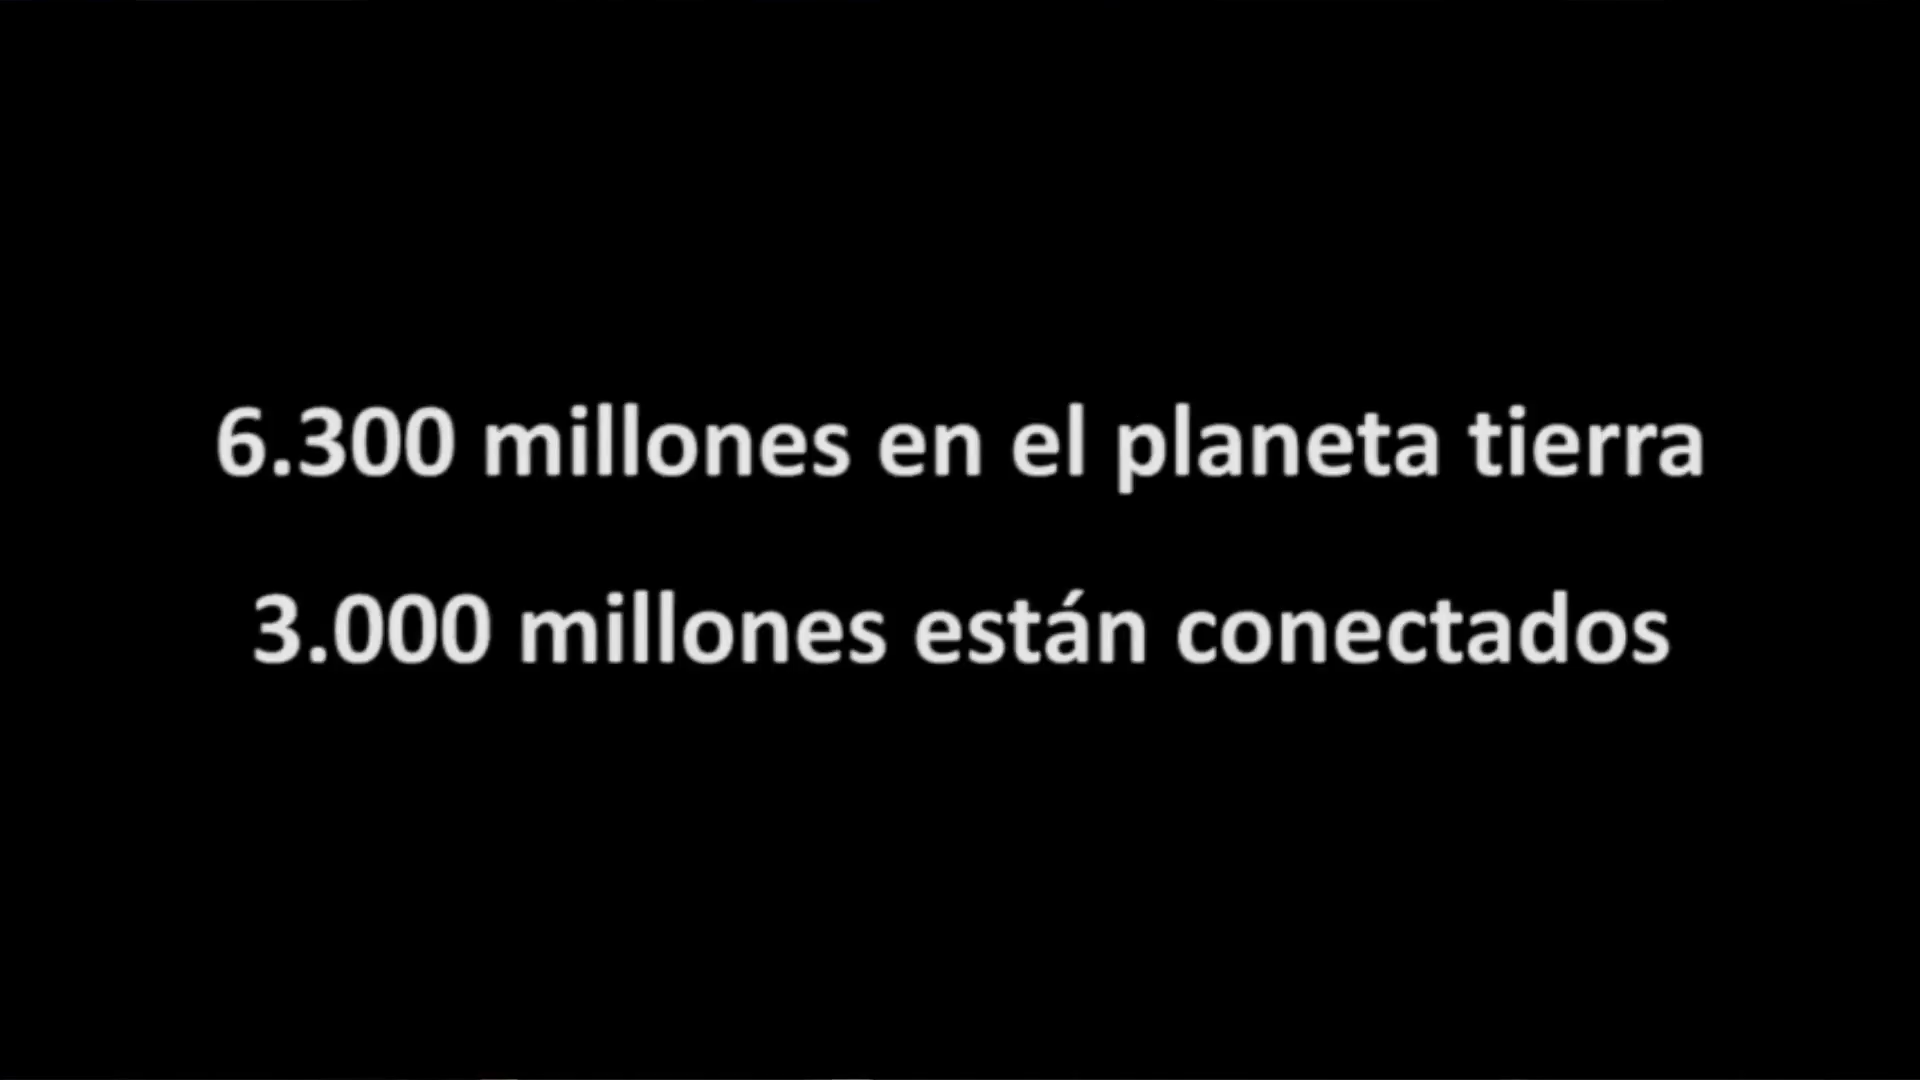 6.300 millones en el planeta tierra
3.000 millones están conectados